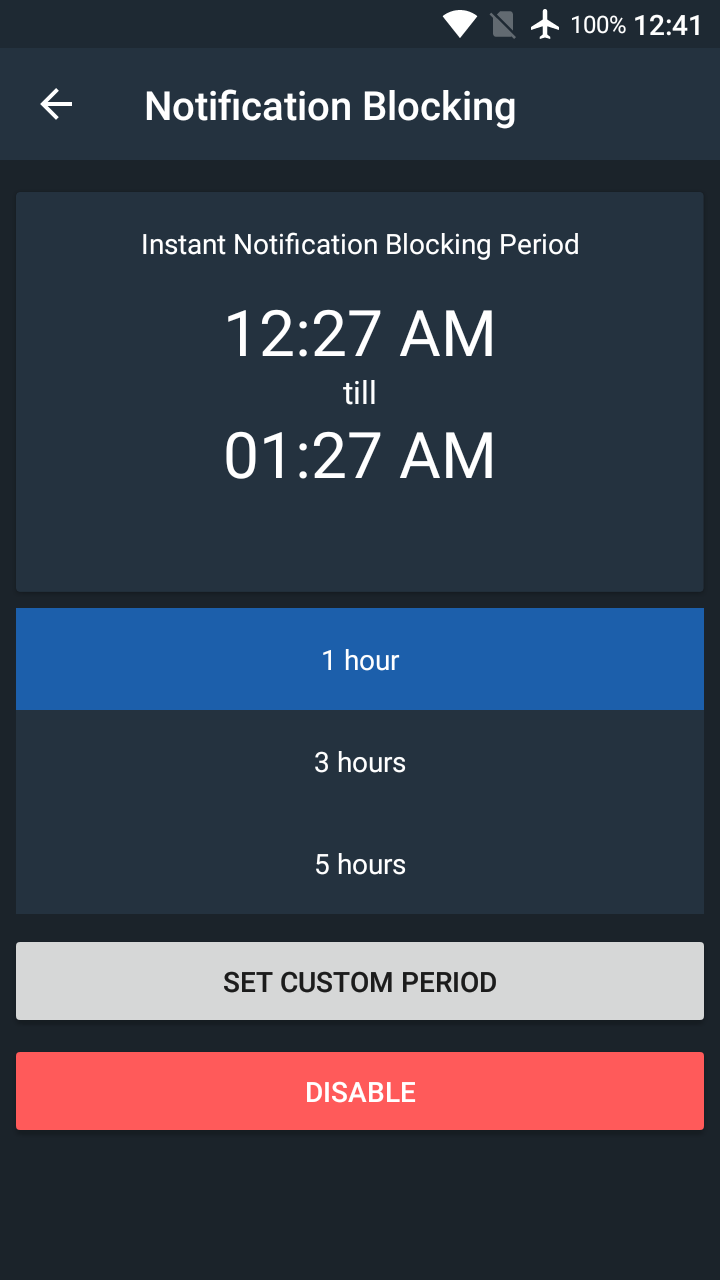 100% 12:41
Notification Blocking
Instant Notification Blocking Period
12:27 AM
till
01:27 AM
1 hour
3 hours
5 hours
SET CUSTOM PERIOD
DISABLE